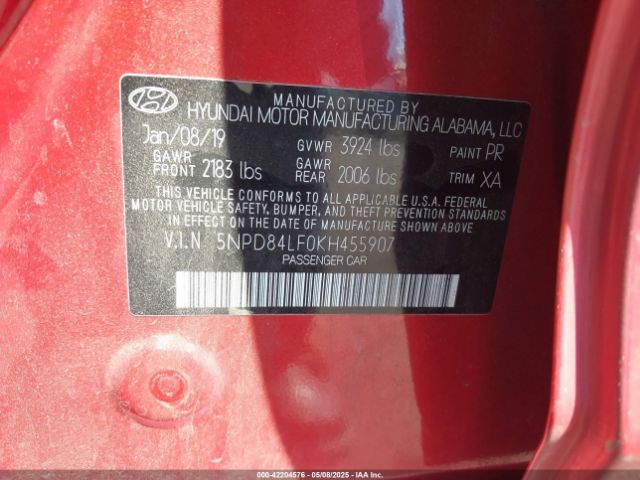 MANUFACTURED BY
HYUNDAI MOTOR MANUFACTURING ALABAMA, LLC
Jan/08/19 GVWR 3924 lbs PAINT PR
GAWR FRONT 2183 lbs GAWR REAR 2006 lbs TRIM XA
THIS VEHICLE CONFORMS TO ALL APPLICABLE U.S.A. FEDERAL
MOTOR VEHICLE SAFETY, BUMPER, AND THEFT PREVENTION STANDARDS
IN EFFECT ON THE DATE OF MANUFACTURE SHOWN ABOVE.
V.I.N 5NPD84LF0KH455907
PASSENGER CAR
000-42204576 - 05/08/2025 - IAAI.COM